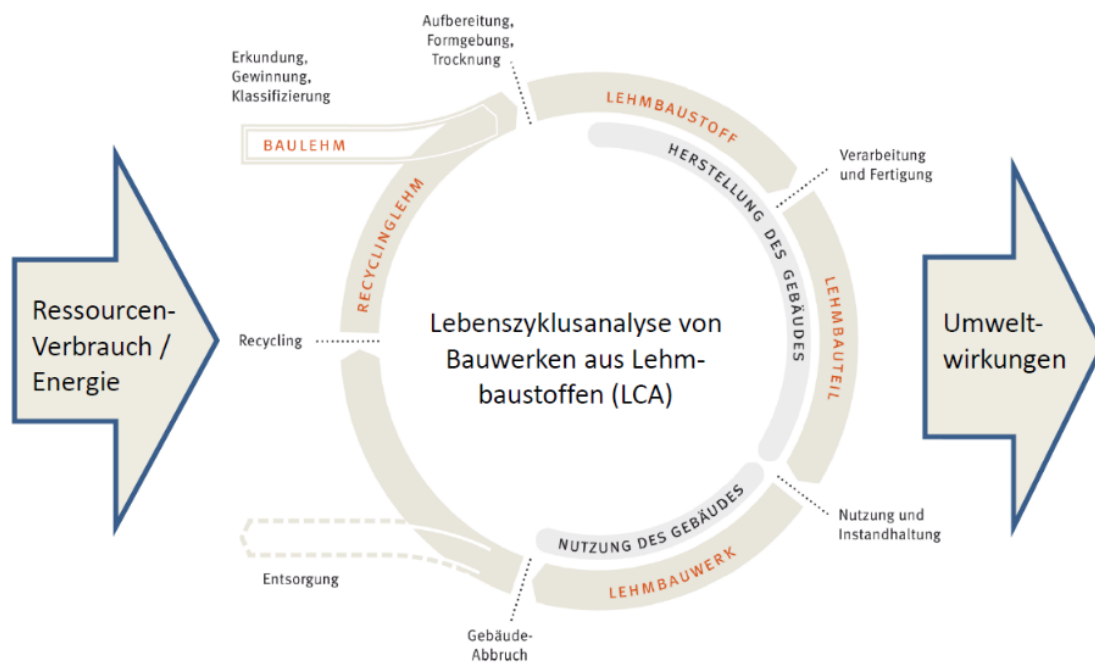 Aufbereitung,
Formgebung,
Trocknung
Erkundung,
Gewinnung,
Klassifizierung
BAULEHM
LEHMBAUSTOFF
HERSTELLUNG DES GEBÄUDES
Verarbeitung
und Fertigung
RECYCLINGLEHM
LEHMBAUTEIL
Ressourcen-
Verbrauch /
Energie
Recycling
Lebenszyklusanalyse von
Bauwerken aus Lehm-
baustoffen (LCA)
Umwelt-
wirkungen
NUTZUNG DES GEBÄUDES
Nutzung und
Instandhaltung
LEHMBAUWERK
Entsorgung
Gebäude-
Abbruch